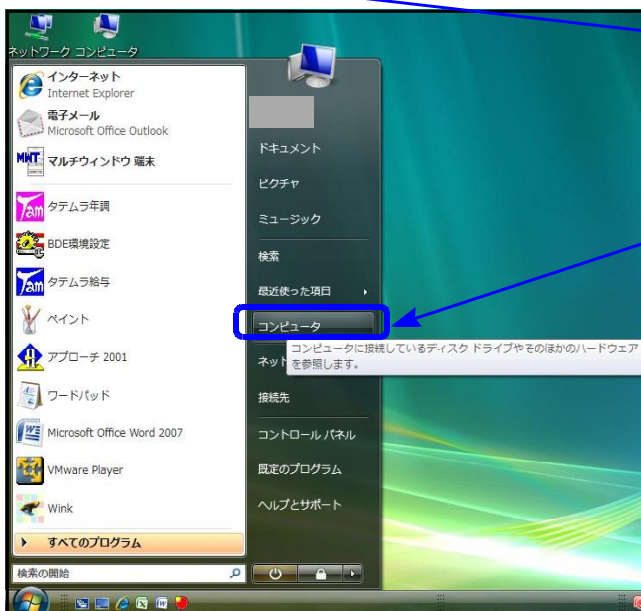 ネットワーク コンピュータ
インターネット
Internet Explorer
電子メール
Microsoft Office Outlook
MWT マルチウィンドウ 端末
Tam タテムラ年調
BDE環境設定
Tam タテムラ給与
ペイント
アプローチ 2001
ワードパッド
Microsoft Office Word 2007
VMware Player
Wink
すべてのプログラム
検索の開始
ドキュメント
ピクチャ
ミュージック
検索
最近使った項目
コンピュータ
コンピュータに接続しているディスク ドライブやそのほかのハードウェア
を参照します。
ネット
接続先
コントロール パネル
既定のプログラム
ヘルプとサポート